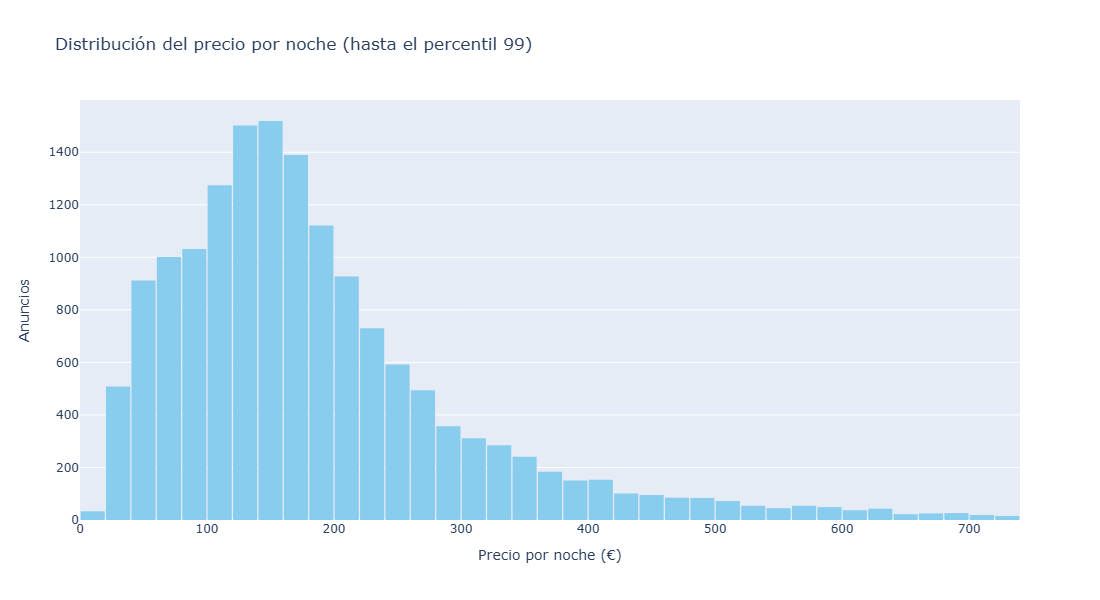 Distribución del precio por noche (hasta el percentil 99)
1400
1200
1000
800
600
400
200
0
Anuncios
0 100 200 300 400 500 600 700
Precio por noche (€)